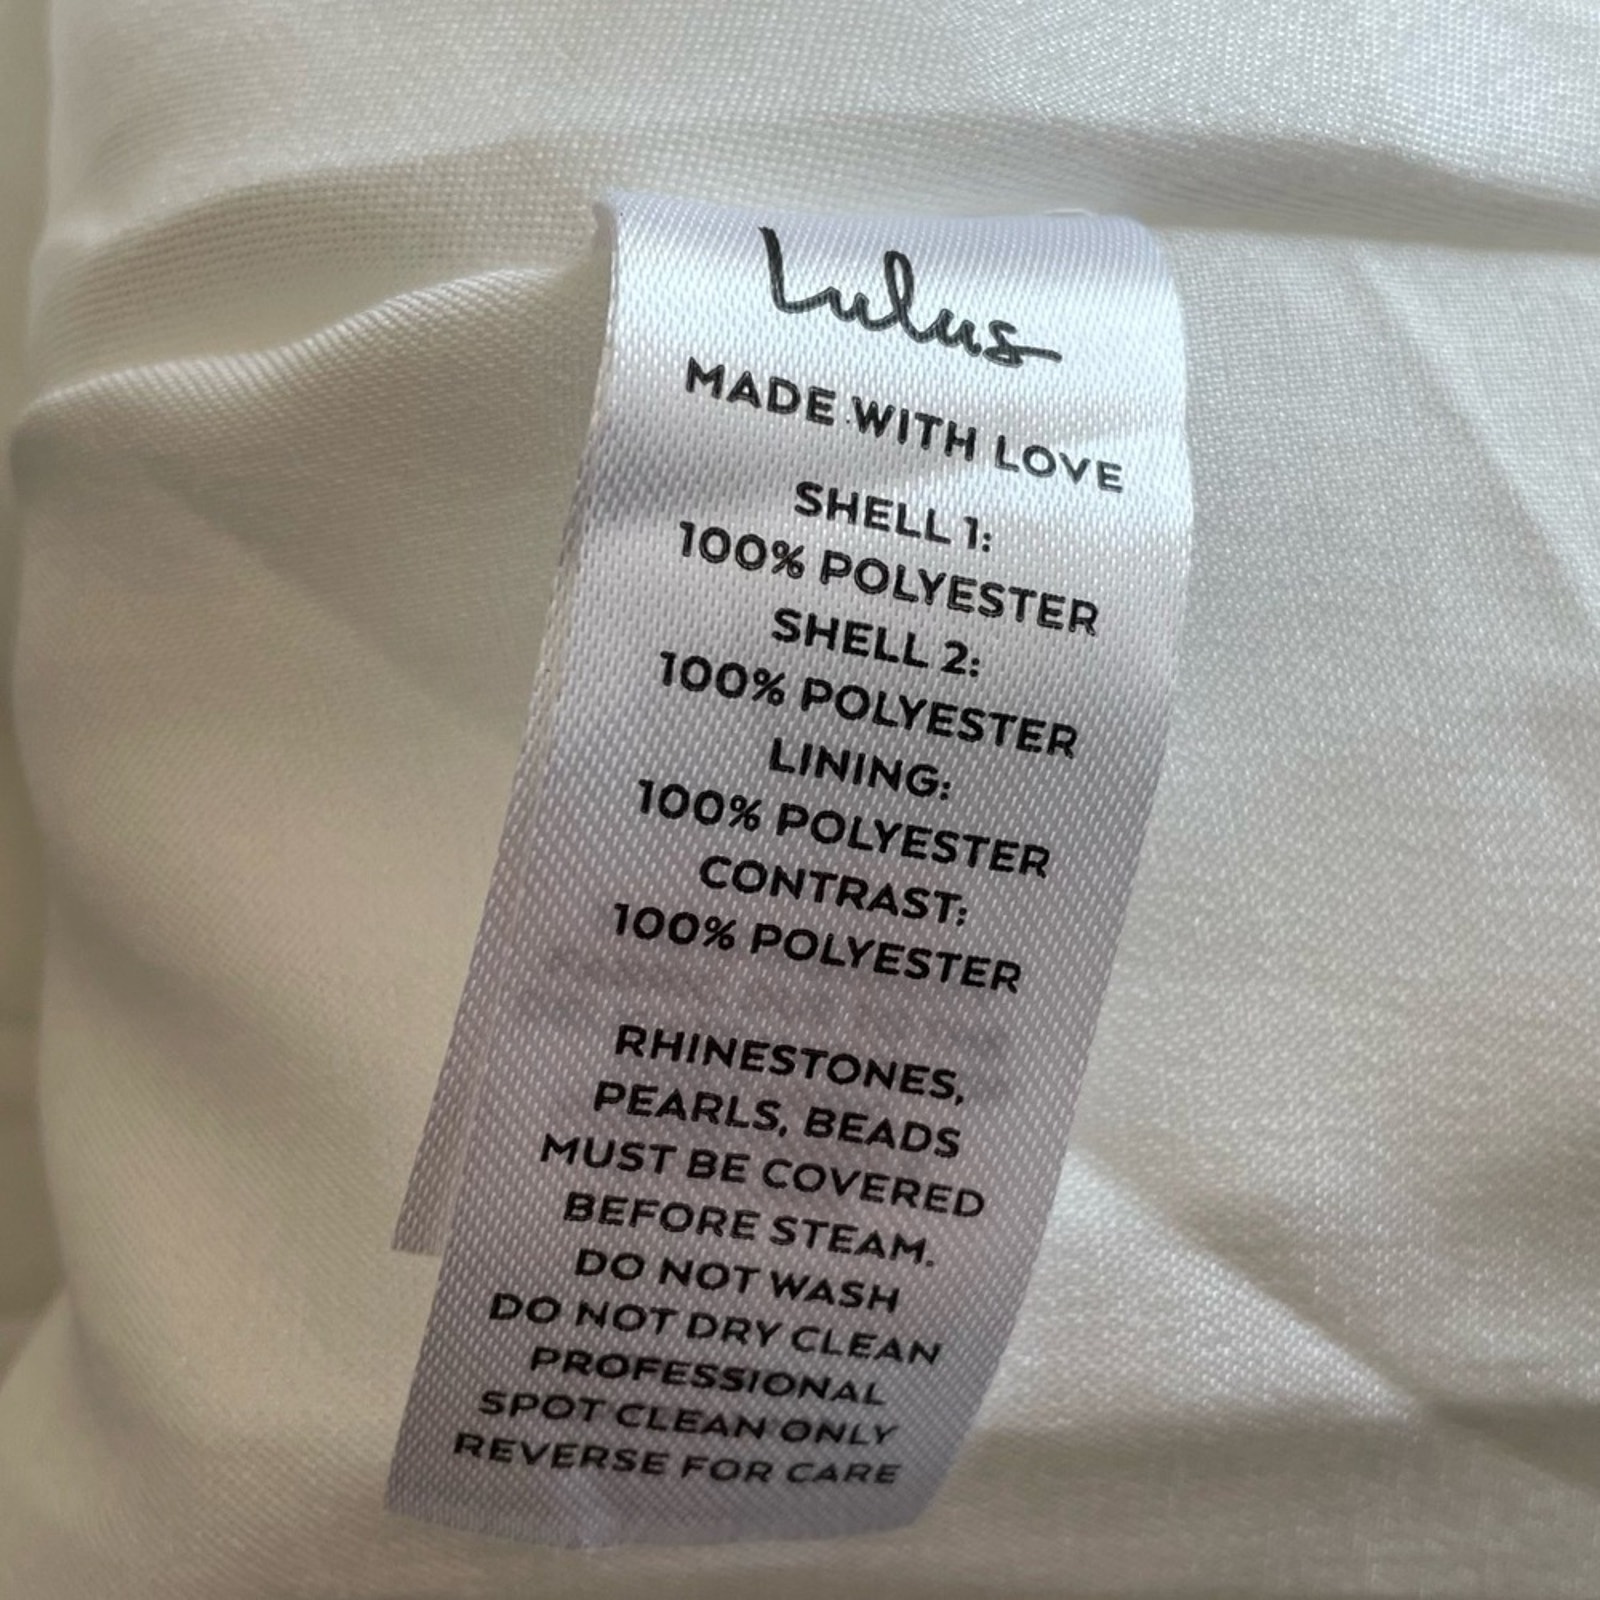 Lulus
MADE WITH LOVE
SHELL 1:
100% POLYESTER
SHELL 2:
100% POLYESTER
LINING:
100% POLYESTER
CONTRAST:
100% POLYESTER
RHINESTONES,
PEARLS, BEADS
MUST BE COVERED
BEFORE STEAM.
DO NOT WASH
DO NOT DRY CLEAN
PROFESSIONAL
SPOT CLEAN ONLY
REVERSE FOR CARE